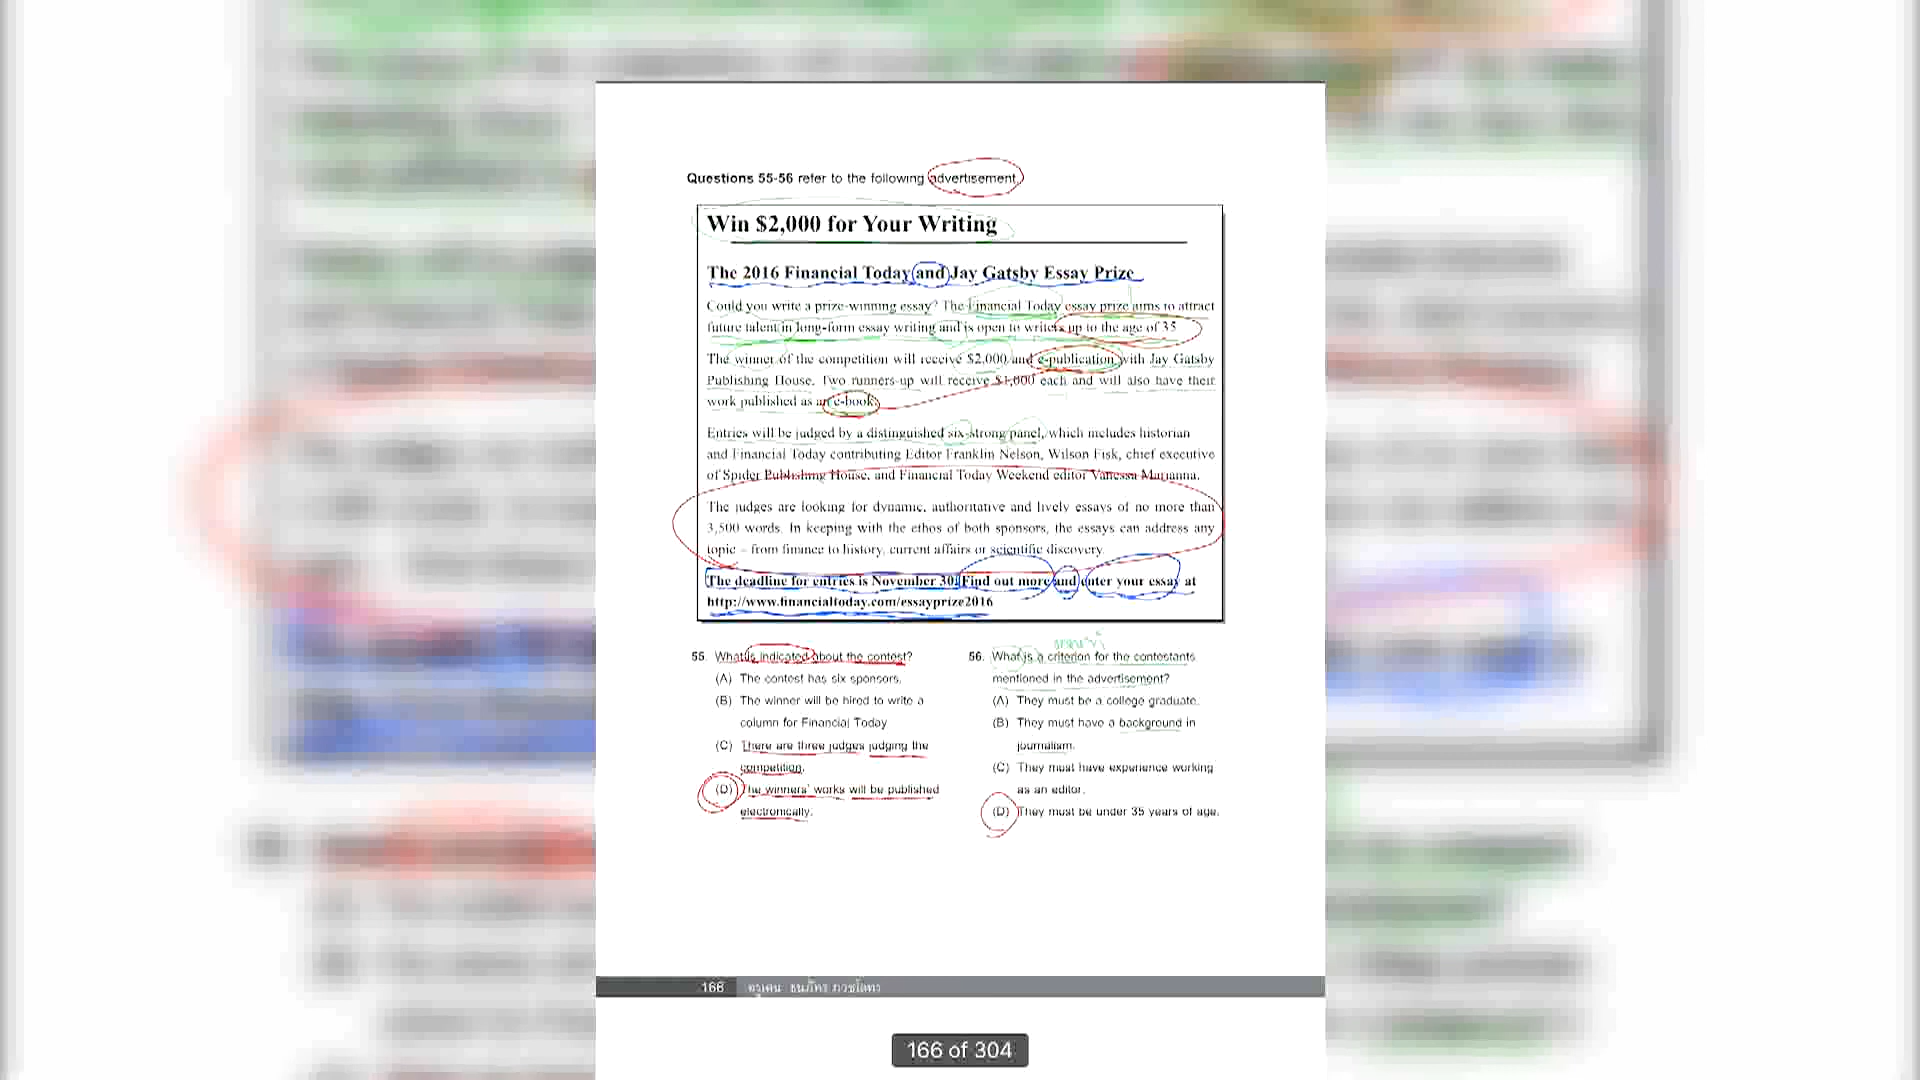 Questions 55-56 refer to the following advertisement.
Win $2,000 for Your Writing
The 2016 Financial Today and Jay Gatsby Essay Prize
Could you write a prize-winning essay? The Financial Today essay prize aims to attract
future talent in long-form essay writing and is open to writers up to the age of 35
The winner of the competition will receive $2,000 and e-publication with Jay Gatsby
Publishing House. Two runners-up will receive $1,000 each and will also have their
work published as an e-book.
Entries will be judged by a distinguished six-strong panel, which includes historian
and Financial Today contributing Editor Franklin Nelson, Wilson Fisk, chief executive
of Spider Publishing House, and Financial Today Weekend editor Vanessa Marianna.
The judges are looking for dynamic, authoritative and lively essays of no more than
3,500 words. In keeping with the ethos of both sponsors, the essays can address any
topic – from finance to history, current affairs or scientific discovery.
The deadline for entries is November 30. Find out more and enter your essay at
http://www.financialtoday.com/essayprize2016
55. What is indicated about the contest?
(A) The contest has six sponsors.
(B) The winner will be hired to write a
column for Financial Today
(C) There are three judges judging the
competition.
(D) The winners' works will be published
electronically.
56. What is a criterion for the contestants
mentioned in the advertisement?
(A) They must be a college graduate.
(B) They must have a background in
journalism.
(C) They must have experience working
as an editor.
(D) They must be under 35 years of age.
166
166 of 304